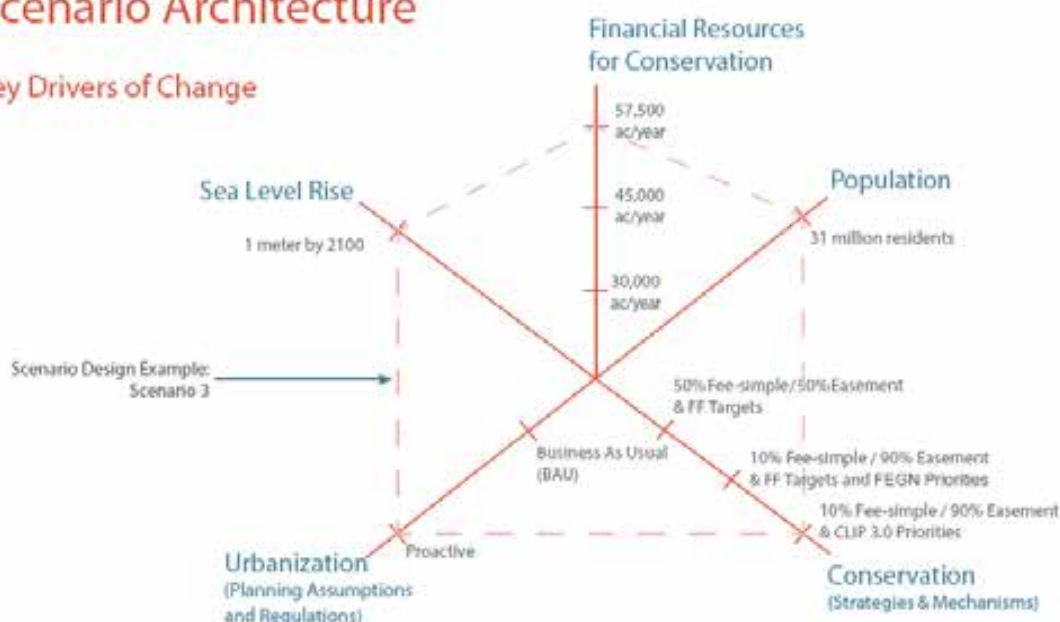 cenario Architecture
ey Drivers of Change
Financial Resources
for Conservation
57,500
ac/year
45,000
ac/year
30,000
ac/year
Sea Level Rise
1 meter by 2100
Population
31 million residents
Scenario Design Example:
Scenario 3
50% Fee-simple/50% Easement
& FF Targets
Business As Usual
(BAU)
10% Fee-simple / 90% Easement
& FF Targets and FEGN Priorities
10% Fee-simple / 90% Easement
& CLIP 3.0 Priorities
Proactive
Urbanization
(Planning Assumptions
and Regulations)
Conservation
(Strategies & Mechanisms)